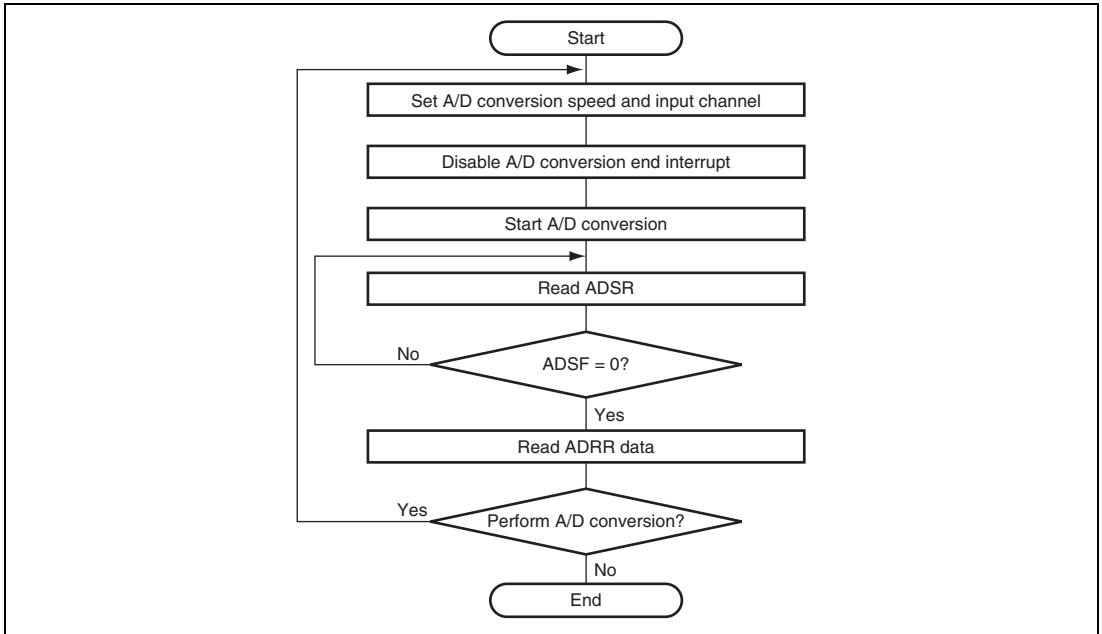 Start
Set A/D conversion speed and input channel
Disable A/D conversion end interrupt
Start A/D conversion
Read ADSR
No
ADSF = 0?
Yes
Read ADRR data
Yes
Perform A/D conversion?
No
End